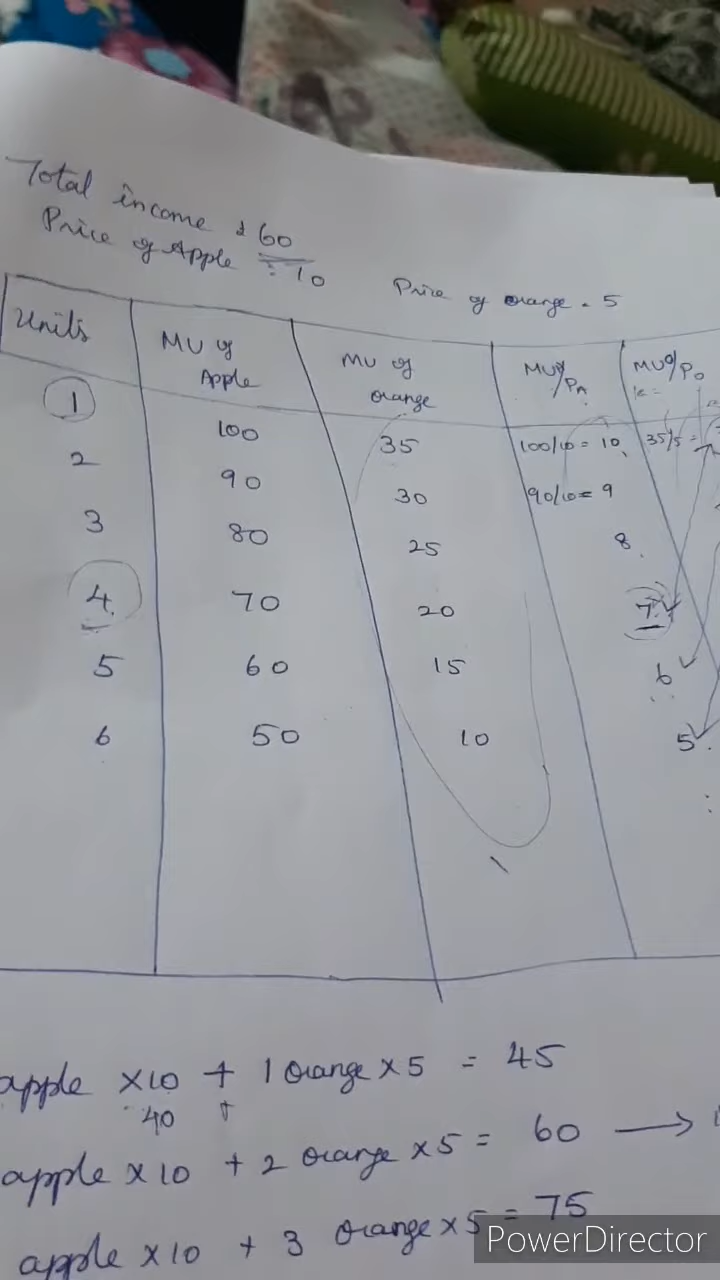 Total income = 60
Price of Apple = 10
Price of orange = 5
Units MU of Apple MU of orange MUA/PA MUO/PO
1 100 35 100/10 = 10 35/5 =
2 90 30 90/10 = 9
3 80 25 8
4 70 20 7
5 60 15 6
6 50 10 5
apple ×10 + 1 orange ×5 = 45
40
apple ×10 + 2 orange ×5 = 60 →
apple ×10 + 3 orange ×5 = 75
PowerDirector